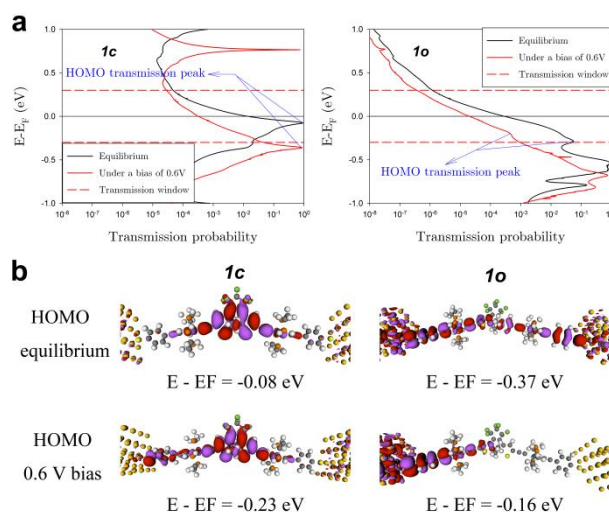 a
1c
HOMO transmission peak
Equilibrium
Under a bias of 0.6V
Transmission window
E-E_F (eV)
1.0
0.5
0.0
-0.5
-1.0
10^-8 10^-7 10^-6 10^-5 10^-4 10^-3 10^-2 10^-1 10^0
Transmission probability
1o
Equilibrium
Under a bias of 0.6V
Transmission window
HOMO transmission peak
E-E_F (eV)
1.0
0.5
0.0
-0.5
-1.0
10^-8 10^-7 10^-6 10^-5 10^-4 10^-3 10^-2 10^-1 10^0
Transmission probability
b
1c
1o
HOMO
equilibrium
E - EF = -0.08 eV
E - EF = -0.37 eV
HOMO
0.6 V bias
E - EF = -0.23 eV
E - EF = -0.16 eV